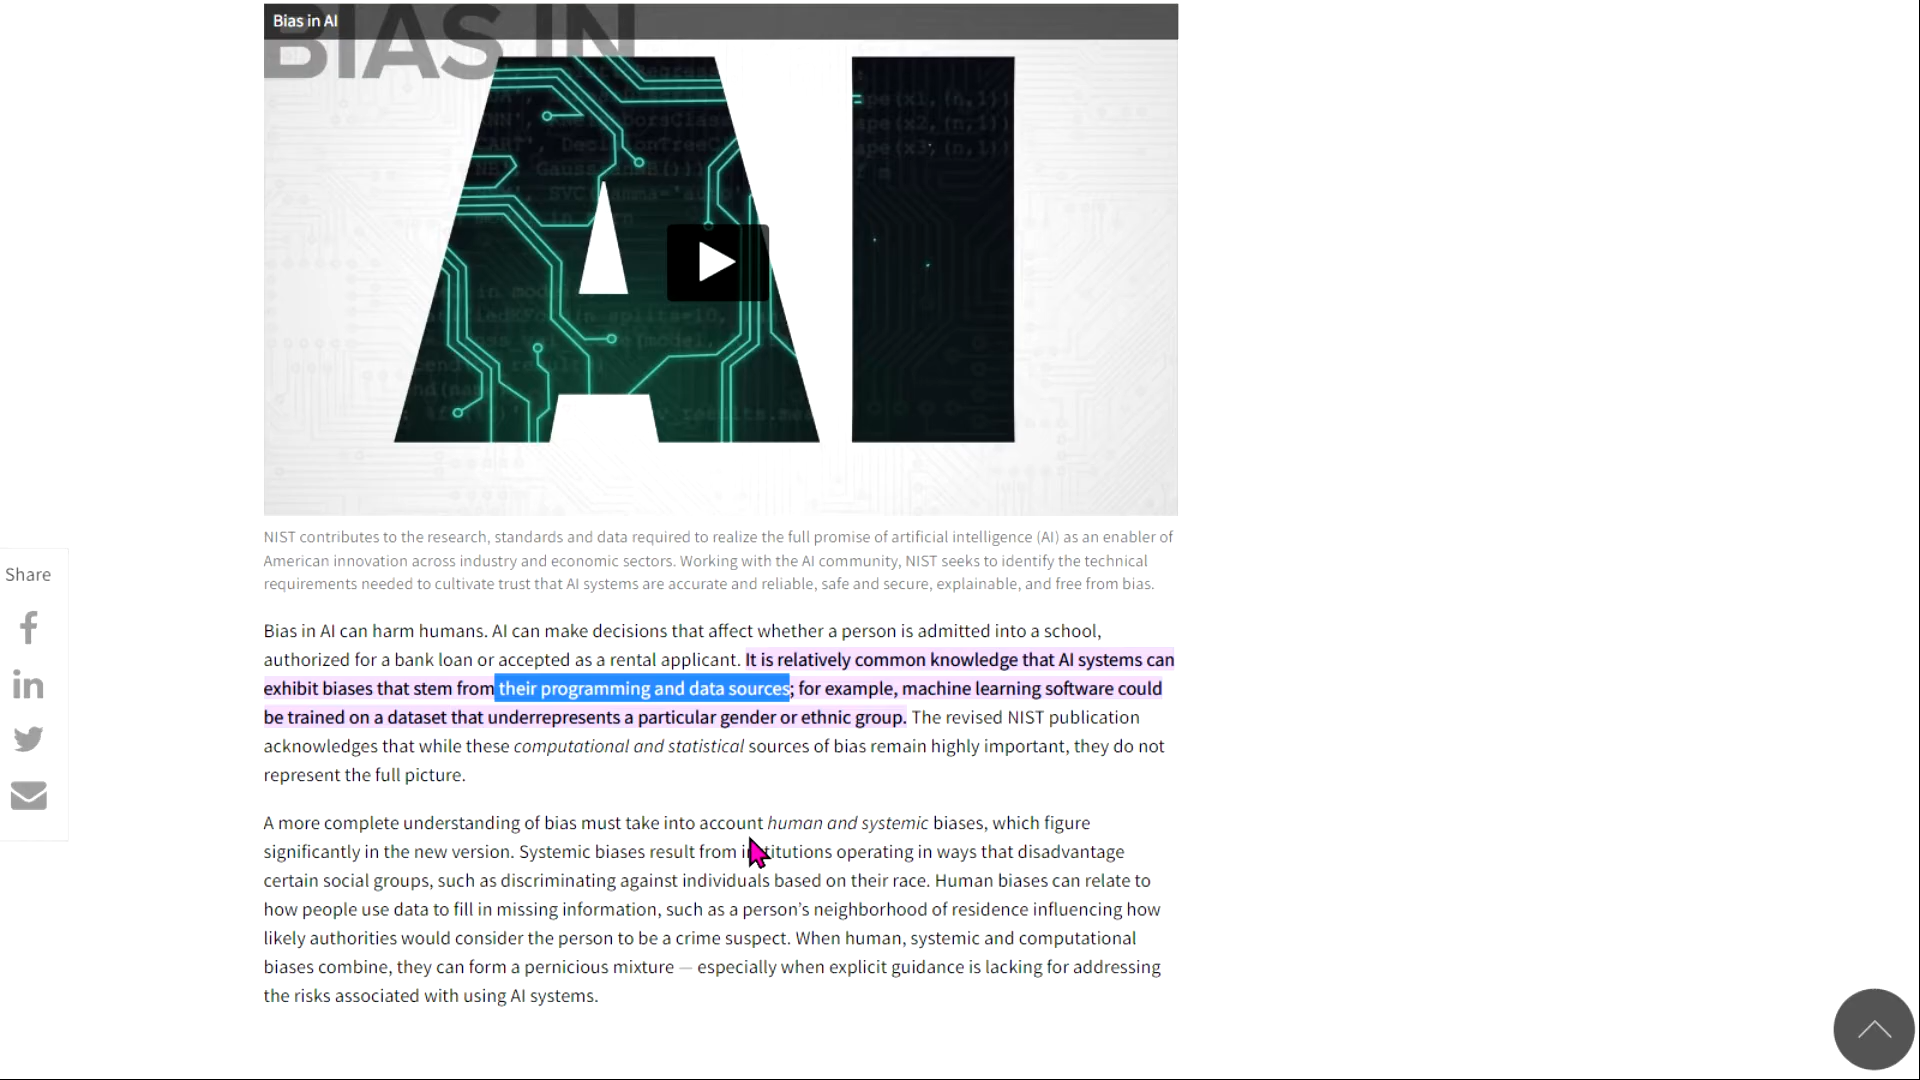 Bias in AI
BIAS IN
AI
NIST contributes to the research, standards and data required to realize the full promise of artificial intelligence (AI) as an enabler of
American innovation across industry and economic sectors. Working with the AI community, NIST seeks to identify the technical
requirements needed to cultivate trust that AI systems are accurate and reliable, safe and secure, explainable, and free from bias.
Share
Bias in AI can harm humans. AI can make decisions that affect whether a person is admitted into a school,
authorized for a bank loan or accepted as a rental applicant. It is relatively common knowledge that AI systems can
exhibit biases that stem from their programming and data sources; for example, machine learning software could
be trained on a dataset that underrepresents a particular gender or ethnic group. The revised NIST publication
acknowledges that while these computational and statistical sources of bias remain highly important, they do not
represent the full picture.
A more complete understanding of bias must take into account human and systemic biases, which figure
significantly in the new version. Systemic biases result from institutions operating in ways that disadvantage
certain social groups, such as discriminating against individuals based on their race. Human biases can relate to
how people use data to fill in missing information, such as a person’s neighborhood of residence influencing how
likely authorities would consider the person to be a crime suspect. When human, systemic and computational
biases combine, they can form a pernicious mixture — especially when explicit guidance is lacking for addressing
the risks associated with using AI systems.